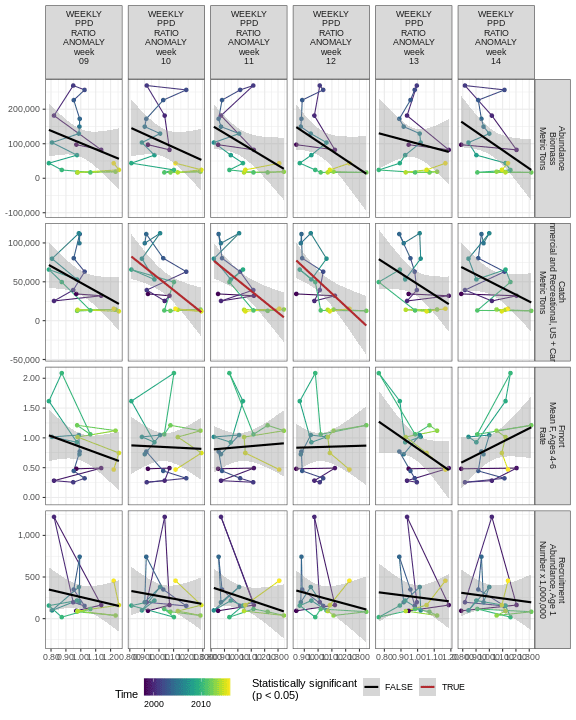 WEEKLY
PPD
RATIO
ANOMALY
week
09
WEEKLY
PPD
RATIO
ANOMALY
week
10
WEEKLY
PPD
RATIO
ANOMALY
week
11
WEEKLY
PPD
RATIO
ANOMALY
week
12
WEEKLY
PPD
RATIO
ANOMALY
week
13
WEEKLY
PPD
RATIO
ANOMALY
week
14
200,000
100,000
0
-100,000
Abundance
Biomass
Metric Tons
100,000
50,000
0
-50,000
Catch
nmercial and Recreational, US + Can
Metric Tons
2.00
1.50
1.00
0.50
0.00
Fmort
Mean F, Ages 4-6
Rate
1,000
500
0
Recruitment
Abundance, Age 1
Number x 1,000,000
Time
2000 2010
Statistically significant
(p < 0.05)
FALSE
TRUE